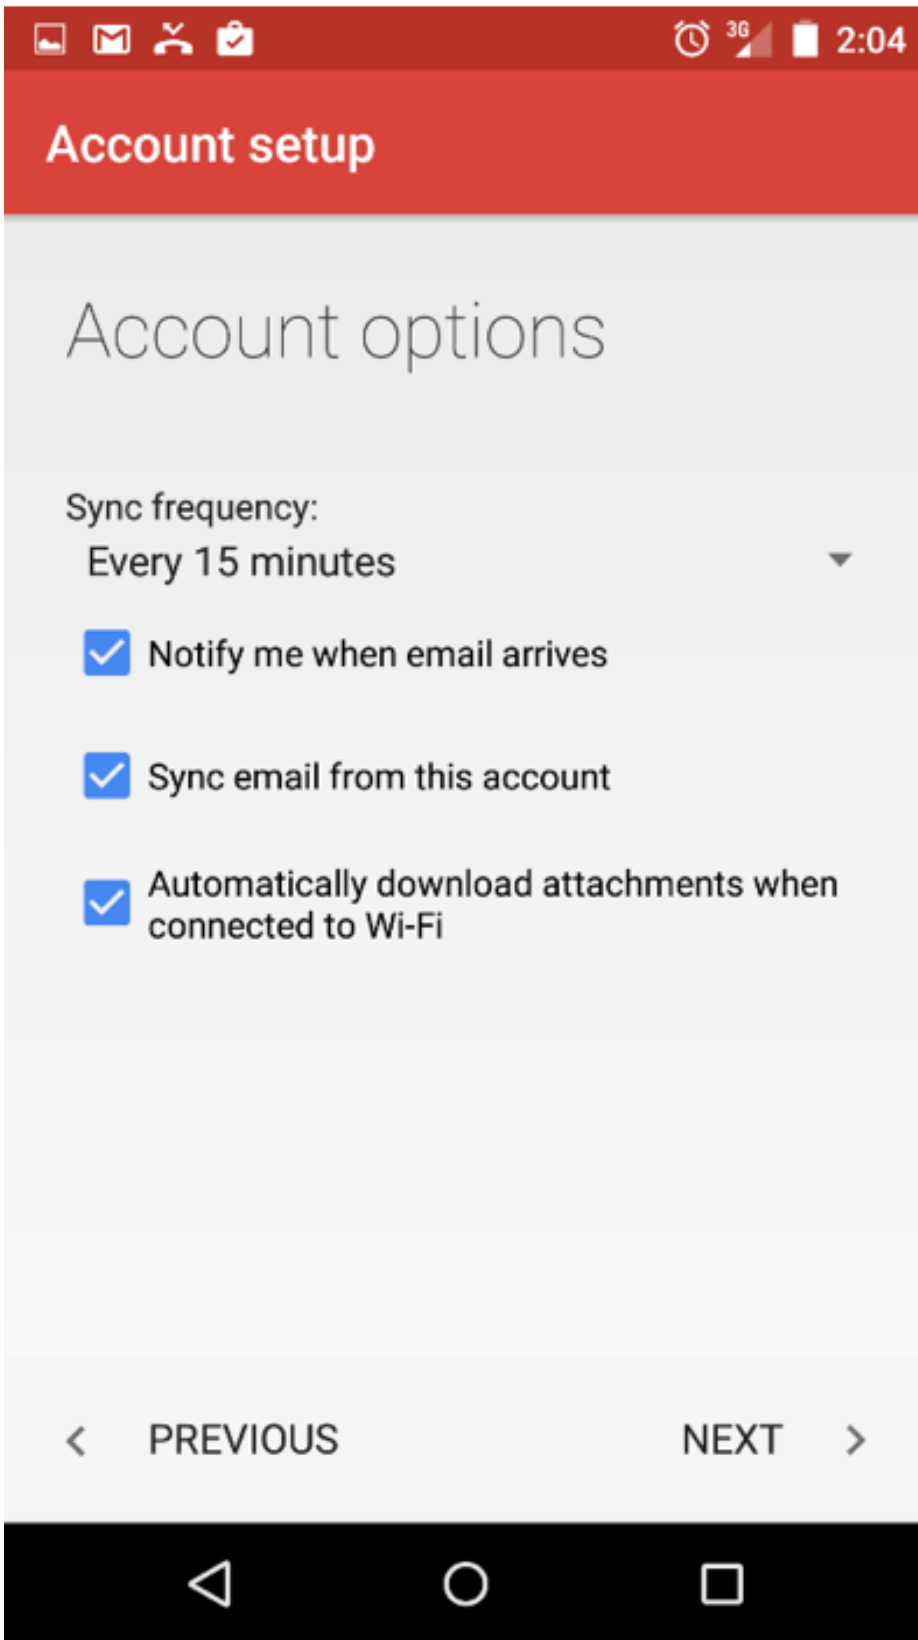 3G 2:04
Account setup
Account options
Sync frequency:
Every 15 minutes
Notify me when email arrives
Sync email from this account
Automatically download attachments when
connected to Wi-Fi
PREVIOUS NEXT